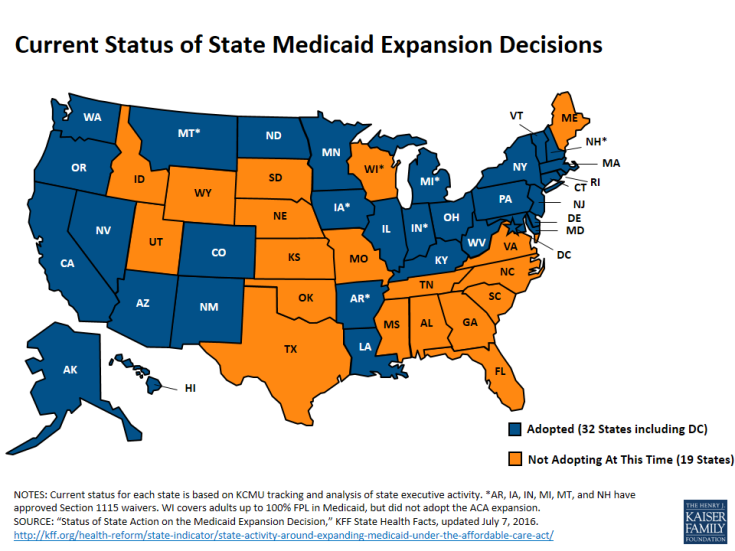 Current Status of State Medicaid Expansion Decisions
WA
MT*
ND
MN
VT
ME
NH*
MA
RI
CT
NJ
DE
MD
DC
OR
ID
WY
SD
WI*
MI*
NY
PA
NV
UT
NE
IA*
IL
IN*
OH
WV
VA
CA
CO
KS
MO
KY
NC
AZ
NM
OK
AR*
TN
SC
TX
LA
MS
AL
GA
FL
AK
HI
Adopted (32 States including DC)
Not Adopting At This Time (19 States)
NOTES: Current status for each state is based on KCMU tracking and analysis of state executive activity. *AR, IA, IN, MI, MT, and NH have
approved Section 1115 waivers. WI covers adults up to 100% FPL in Medicaid, but did not adopt the ACA expansion.
SOURCE: "Status of State Action on the Medicaid Expansion Decision," KFF State Health Facts, updated July 7, 2016.
http://kff.org/health-reform/state-indicator/state-activity-around-expanding-medicaid-under-the-affordable-care-act/
THE HENRY J.
KAISER
FAMILY
FOUNDATION